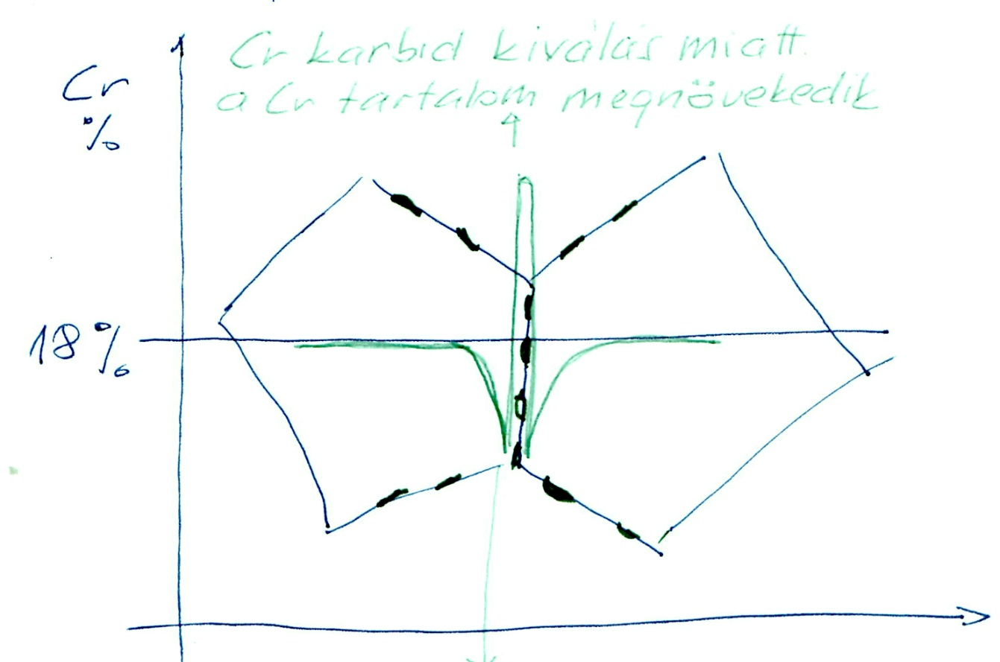 Cr karbid kiválás miatt.
a Cr tartalom megnövekedik
Cr
%
18%